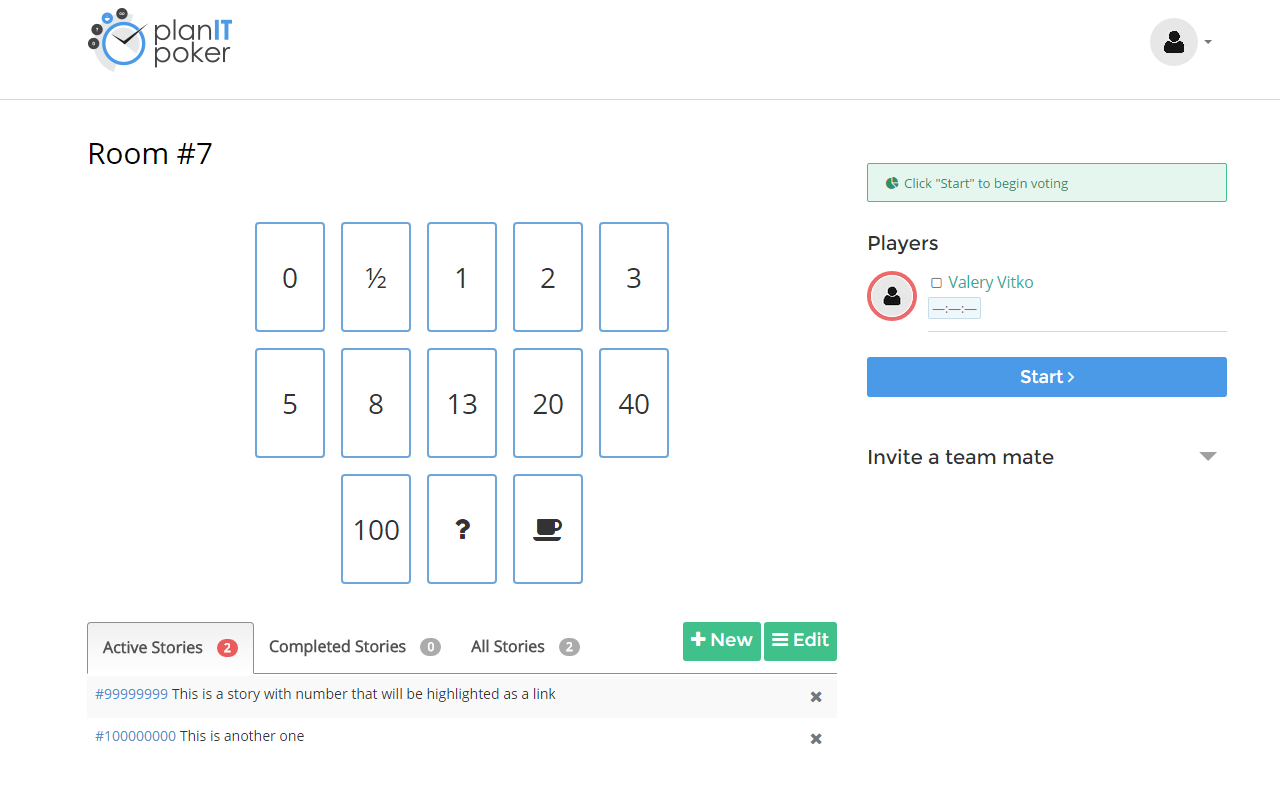 planIT
poker
Room #7
0 ½ 1 2 3
5 8 13 20 40
100 ?
Click "Start" to begin voting
Players
Valery Vitko
—:—:—
Start
Invite a team mate
Active Stories 2 Completed Stories 0 All Stories 2 New Edit
#99999999 This is a story with number that will be highlighted as a link
#100000000 This is another one